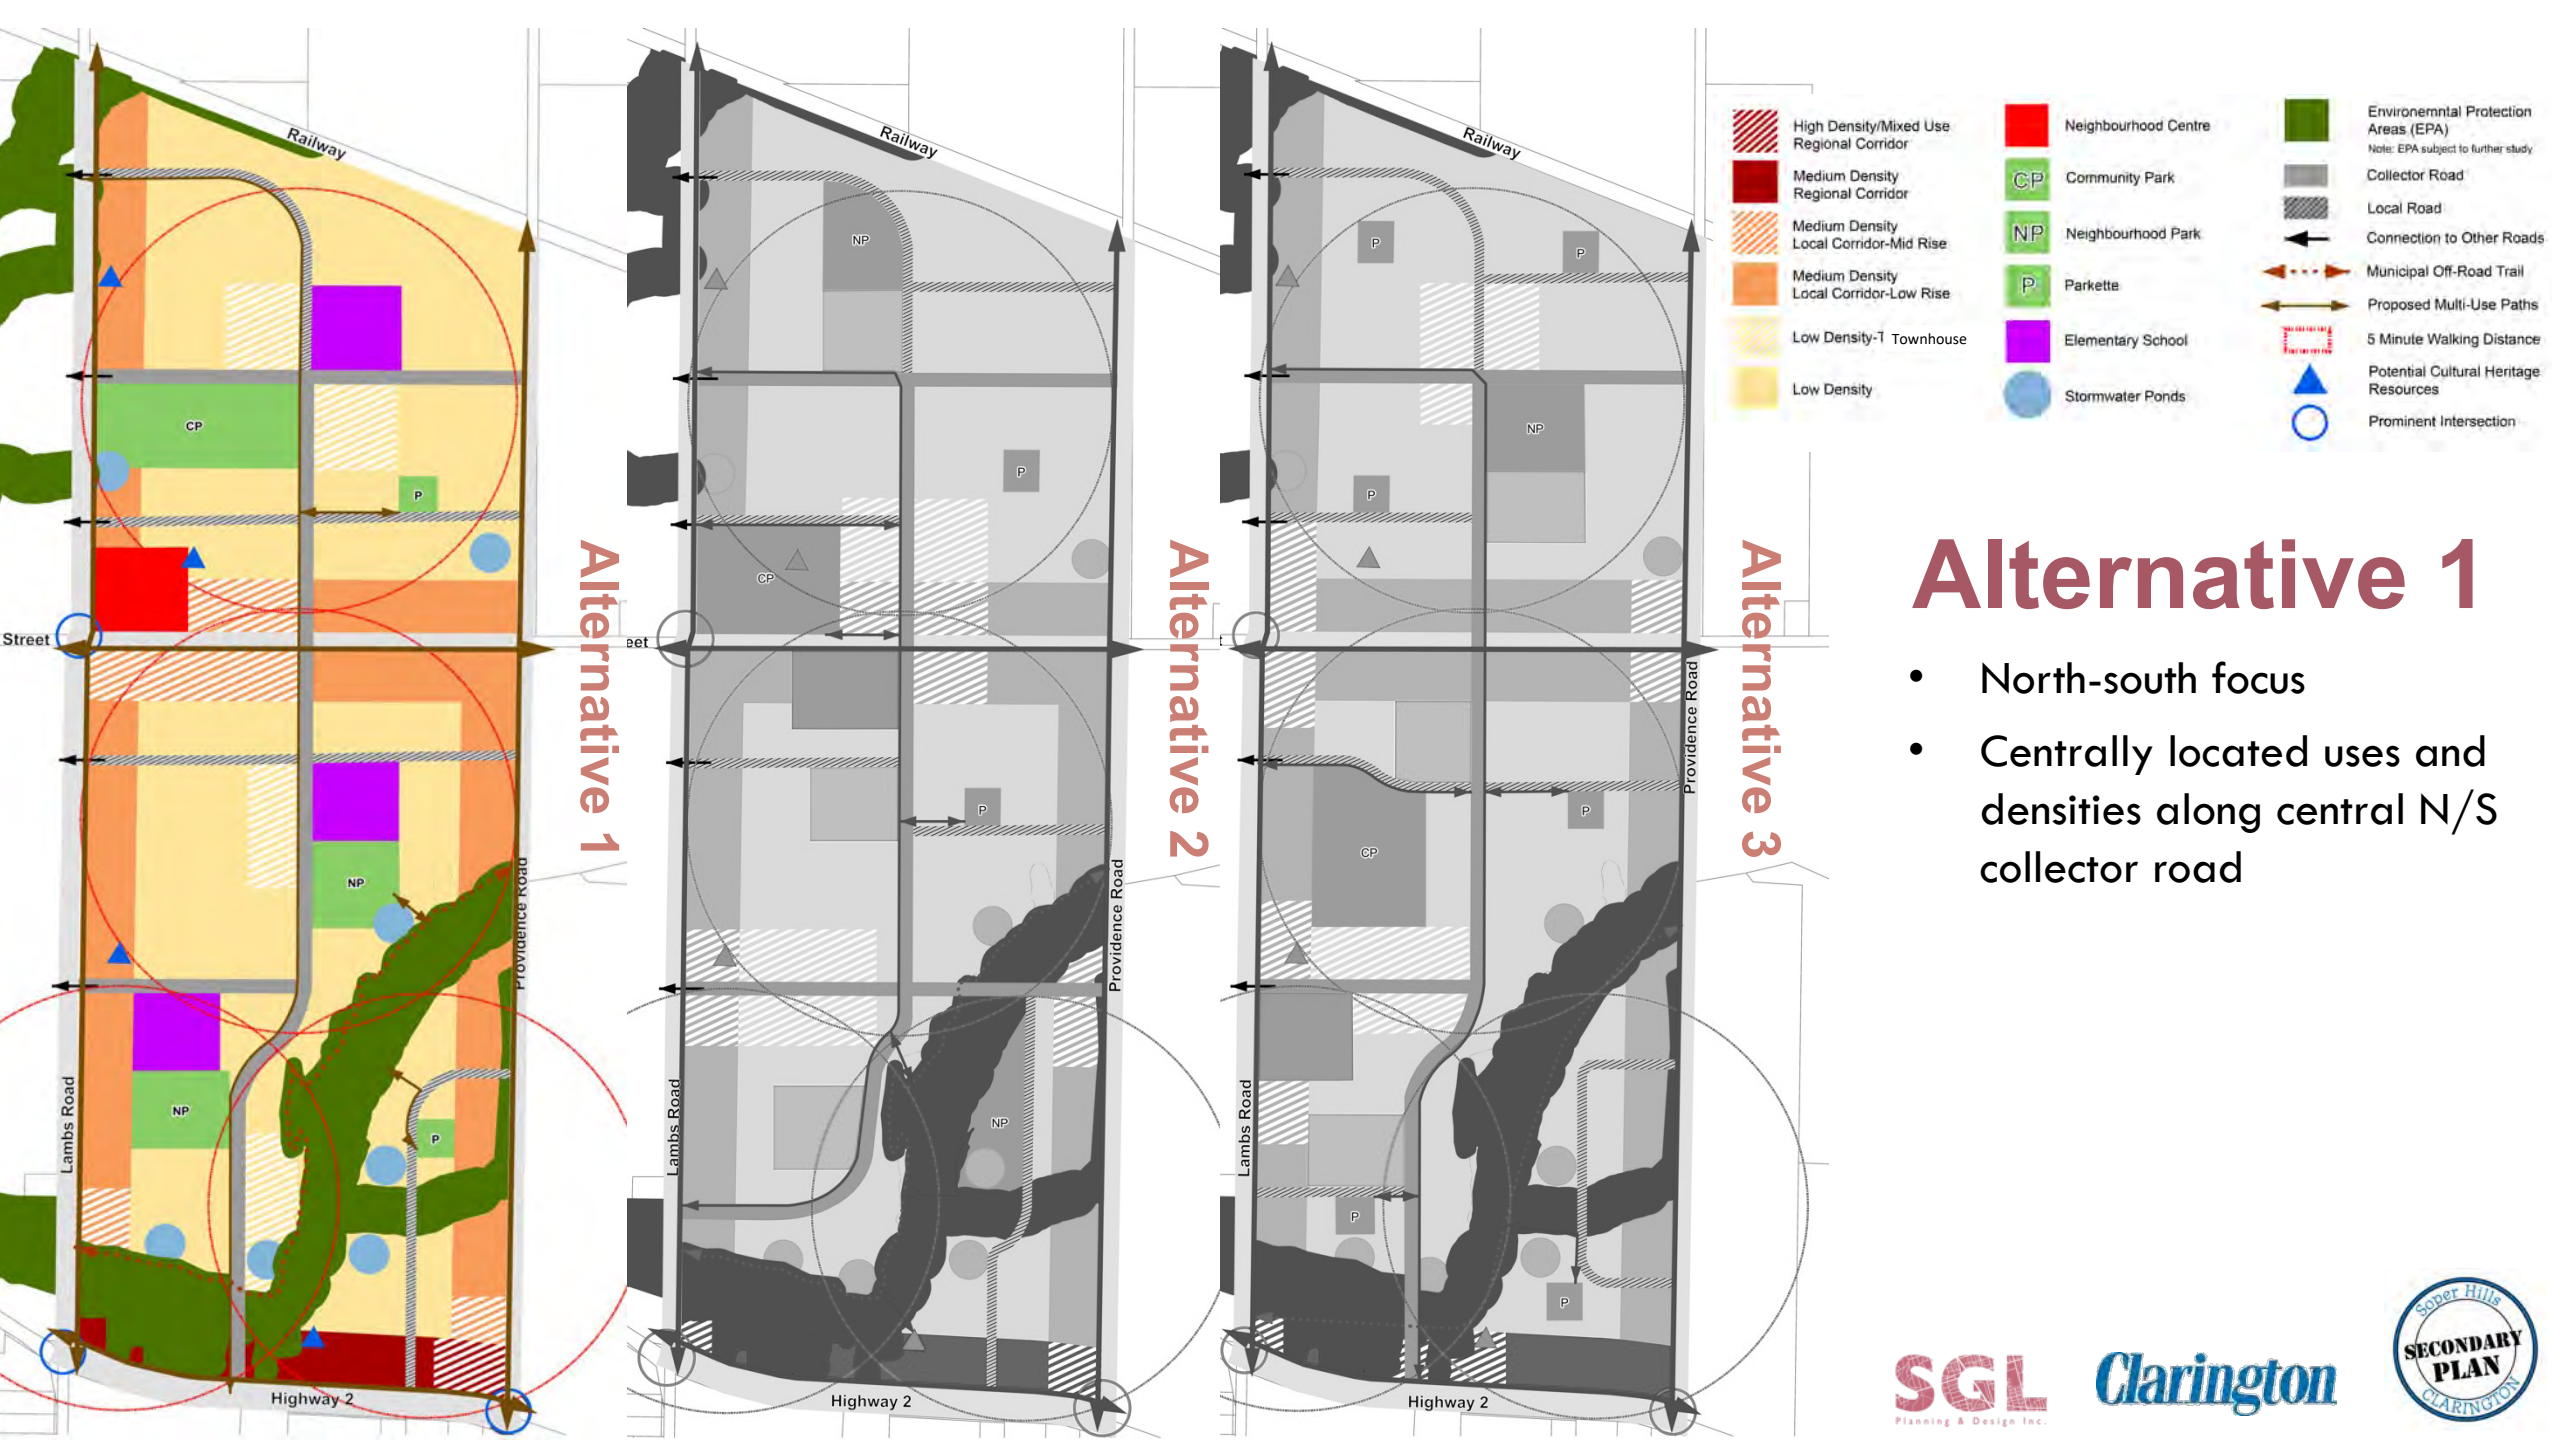 Railway
CP
P
Street
NP
Providence Road
NP
P
Lambs Road
Highway 2
Alternative 1
Railway
NP
P
CP
eet
P
Providence Road
NP
Lambs Road
Highway 2
Alternative 2
Railway
P
P
NP
P
Providence Road
P
CP
Lambs Road
P
P
Highway 2
Alternative 3
High Density/Mixed Use
Regional Corridor
Medium Density
Regional Corridor
Medium Density
Local Corridor-Mid Rise
Medium Density
Local Corridor-Low Rise
Low Density-T Townhouse
Low Density
Neighbourhood Centre
CP Community Park
NP Neighbourhood Park
P Parkette
Elementary School
Stormwater Ponds
Environemntal Protection
Areas (EPA)
Note: EPA subject to further study
Collector Road
Local Road
Connection to Other Roads
Municipal Off-Road Trail
Proposed Multi-Use Paths
5 Minute Walking Distance
Potential Cultural Heritage
Resources
Prominent Intersection
Alternative 1
• North-south focus
• Centrally located uses and
densities along central N/S
collector road
SGL
Planning & Design Inc.
Clarington
Soper Hills
SECONDARY
PLAN
CLARINGTON